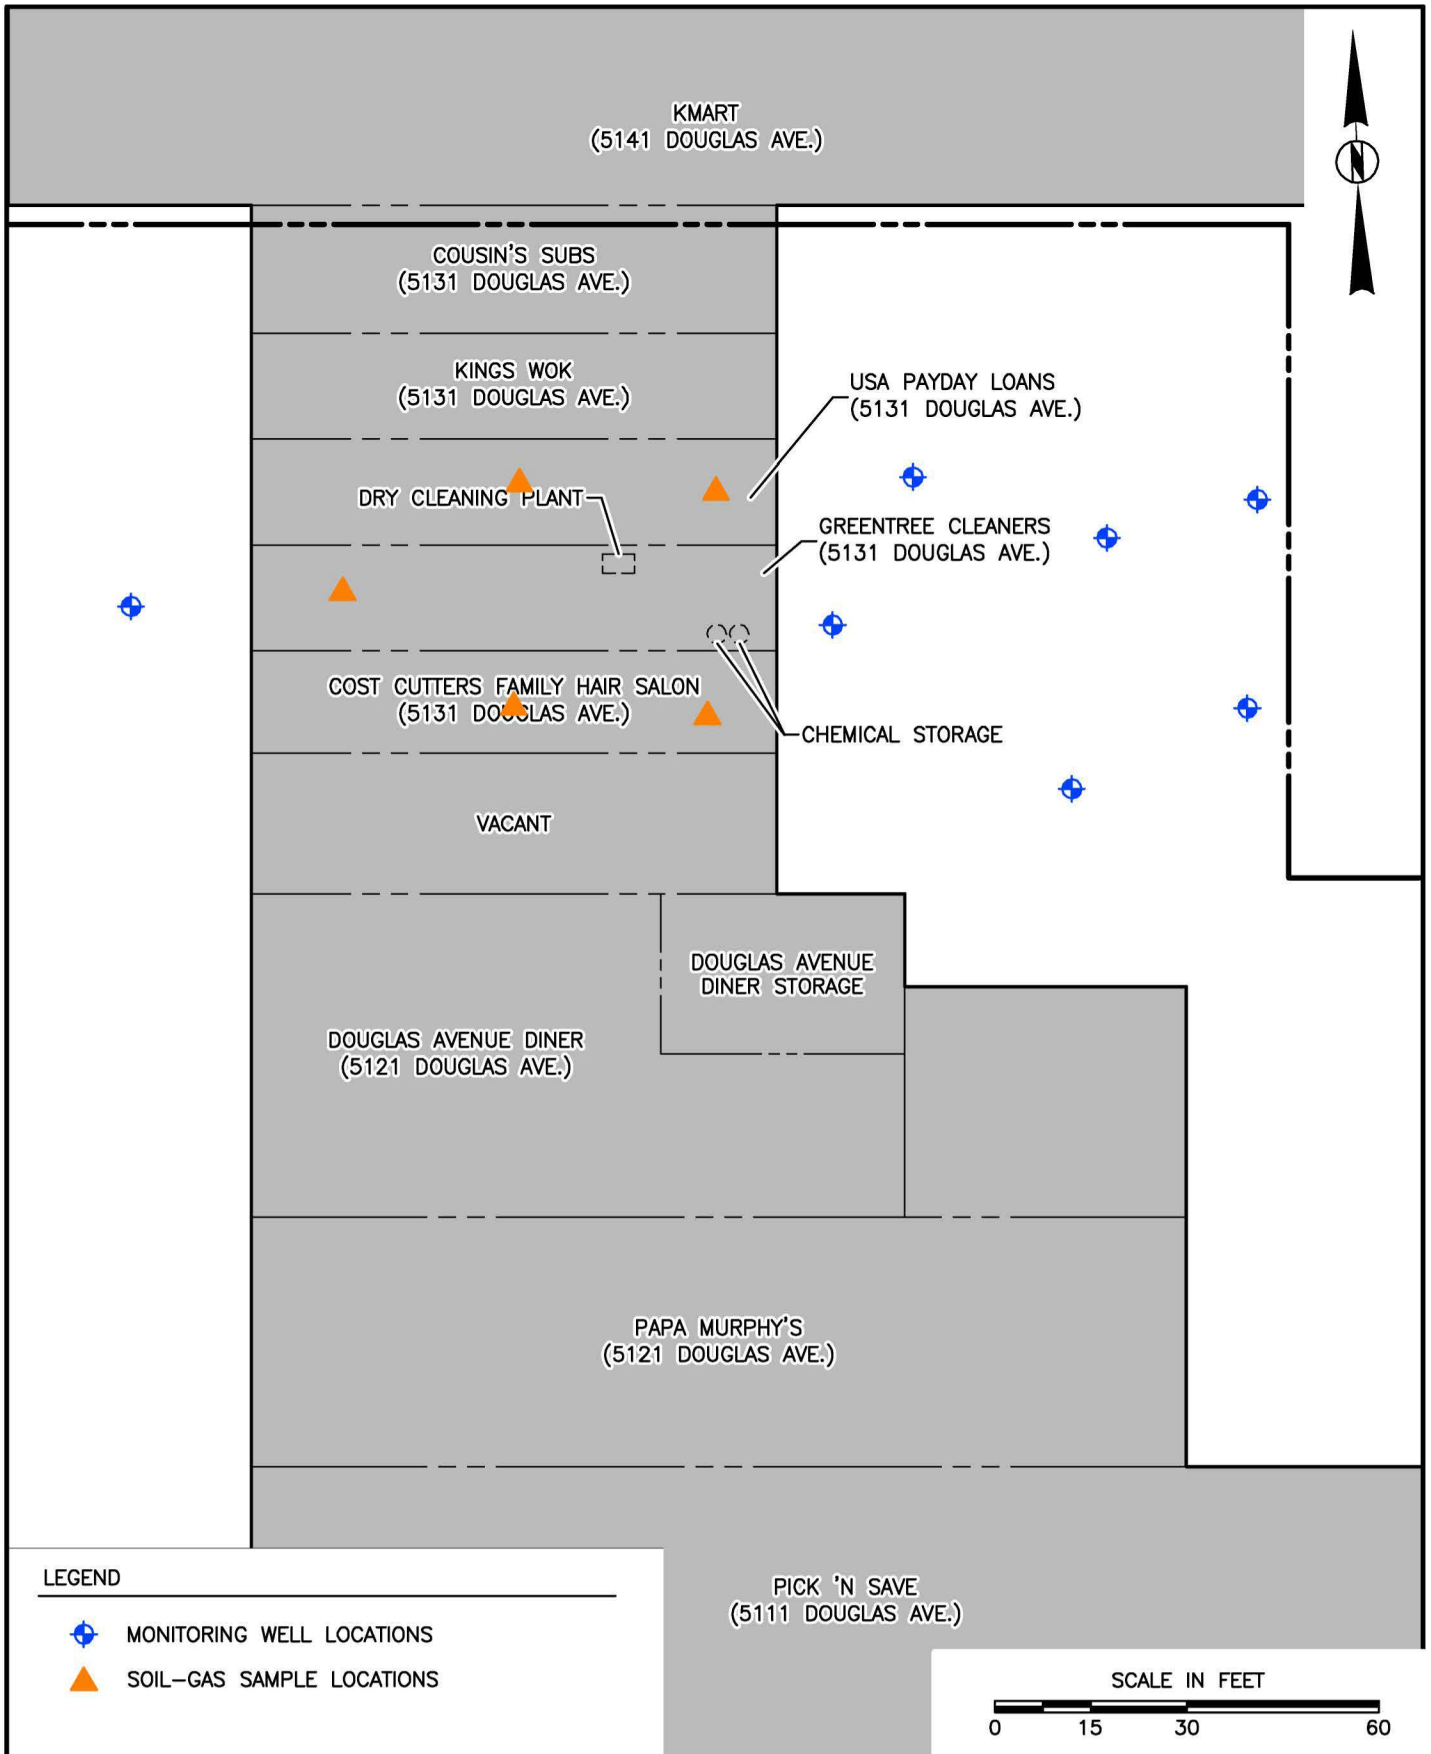 KMART
(5141 DOUGLAS AVE.)
N
COUSIN'S SUBS
(5131 DOUGLAS AVE.)
KINGS WOK
(5131 DOUGLAS AVE.)
USA PAYDAY LOANS
(5131 DOUGLAS AVE.)
DRY CLEANING PLANT
GREENTREE CLEANERS
(5131 DOUGLAS AVE.)
COST CUTTERS FAMILY HAIR SALON
(5131 DOUGLAS AVE.)
CHEMICAL STORAGE
VACANT
DOUGLAS AVENUE
DINER STORAGE
DOUGLAS AVENUE DINER
(5121 DOUGLAS AVE.)
PAPA MURPHY'S
(5121 DOUGLAS AVE.)
PICK 'N SAVE
(5111 DOUGLAS AVE.)
LEGEND
MONITORING WELL LOCATIONS
SOIL-GAS SAMPLE LOCATIONS
SCALE IN FEET
0 15 30 60